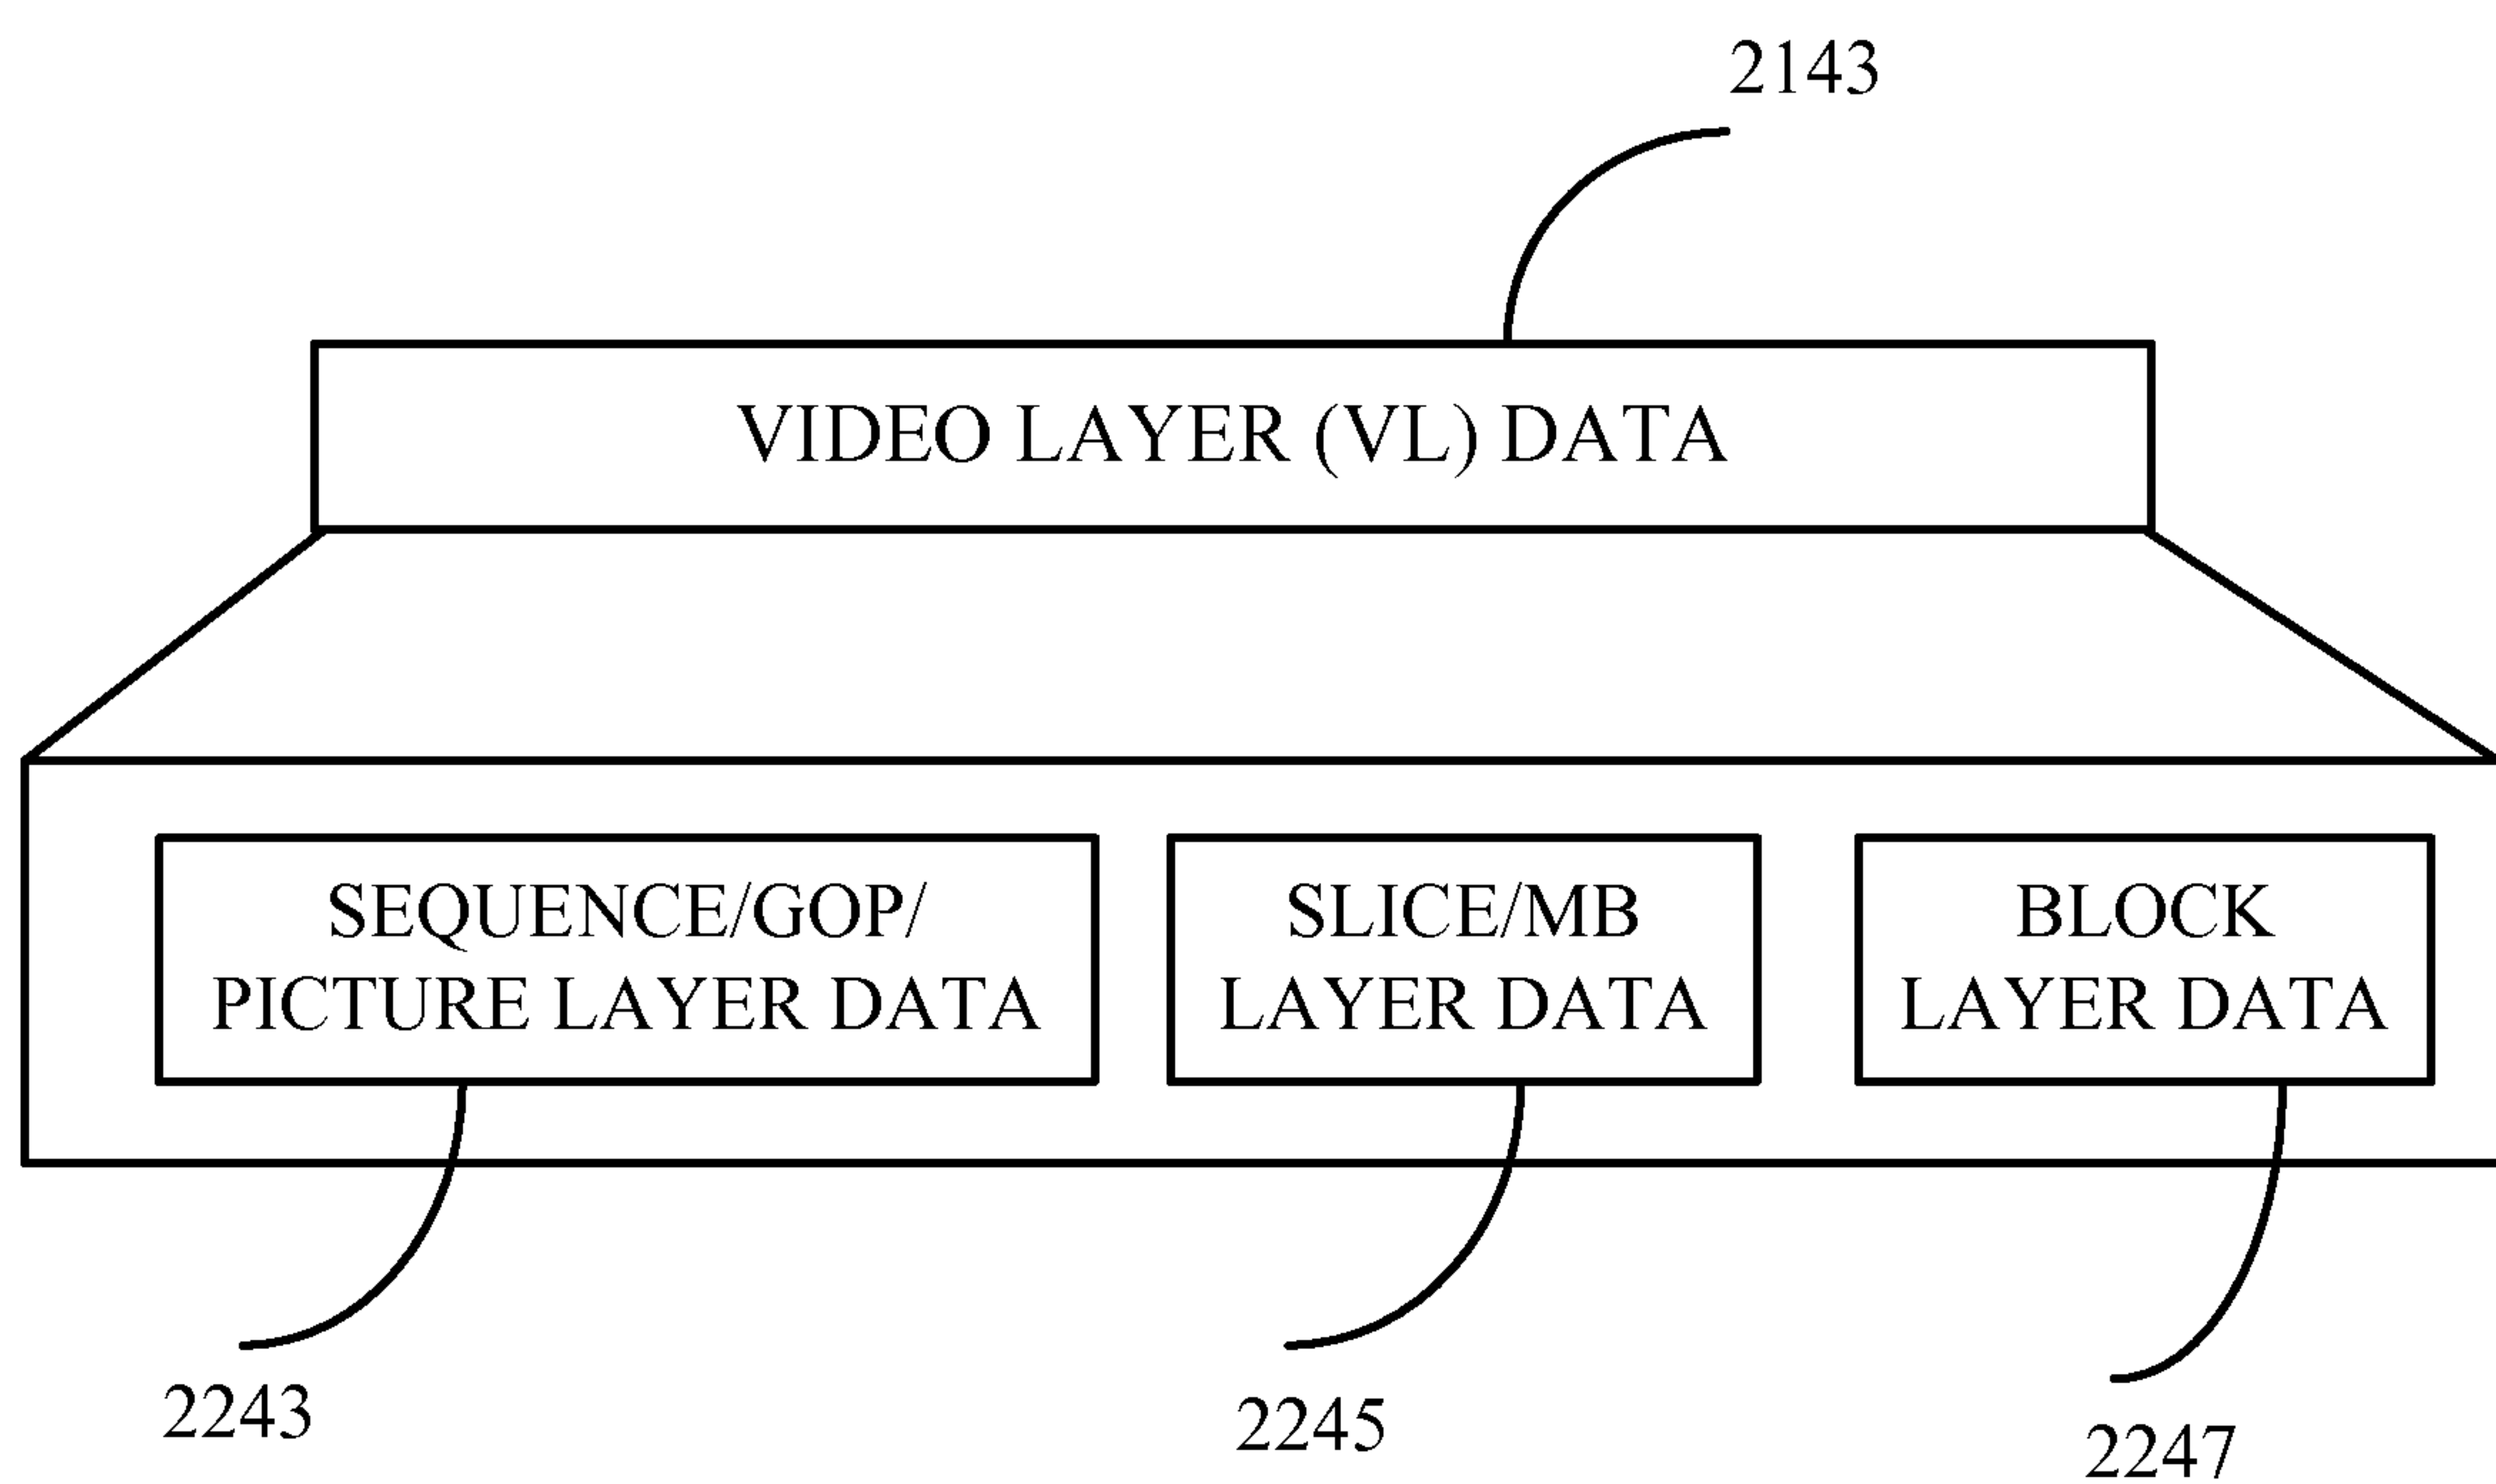 2143
VIDEO LAYER (VL) DATA
SEQUENCE/GOP/
PICTURE LAYER DATA
SLICE/MB
LAYER DATA
BLOCK
LAYER DATA
2243
2245
2247